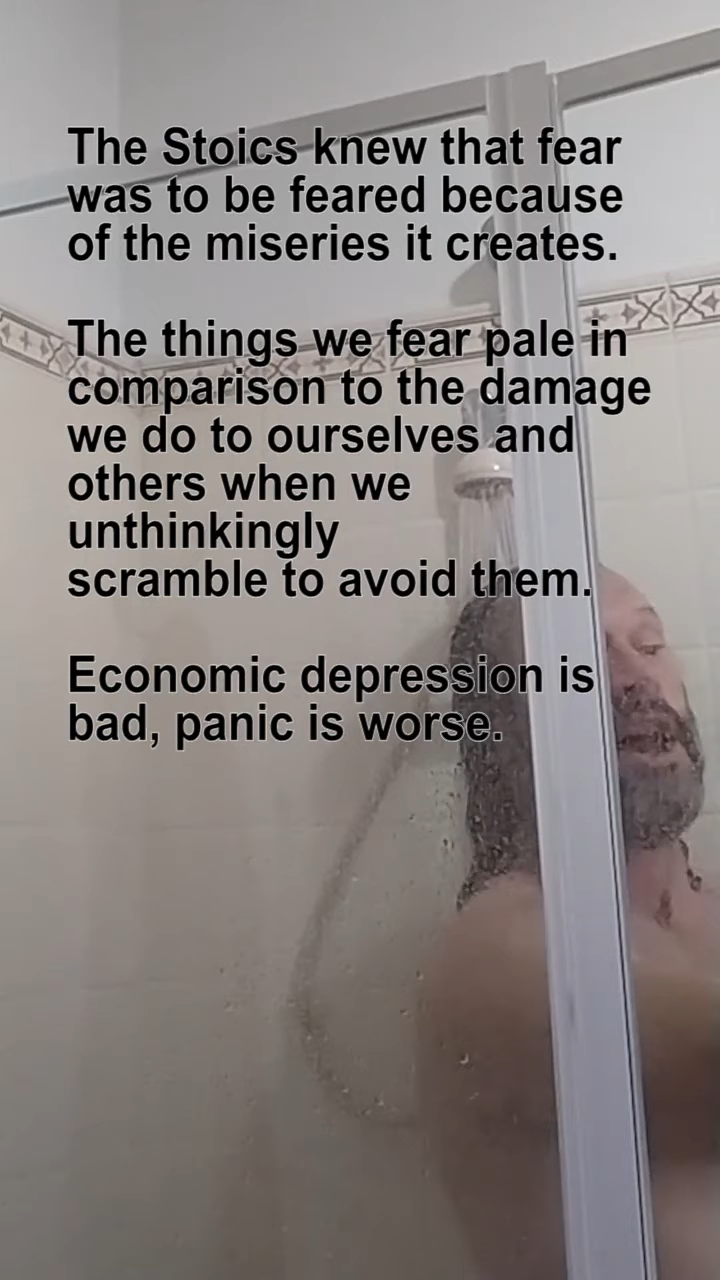 The Stoics knew that fear
was to be feared because
of the miseries it creates.
The things we fear pale in
comparison to the damage
we do to ourselves and
others when we
unthinkingly
scramble to avoid them.
Economic depression is
bad, panic is worse.